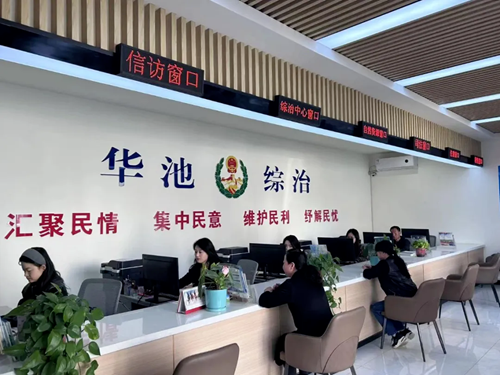 信访窗口
综治中心窗口
华池 综治
汇聚民情 集中民意 维护民利 纾解民忧